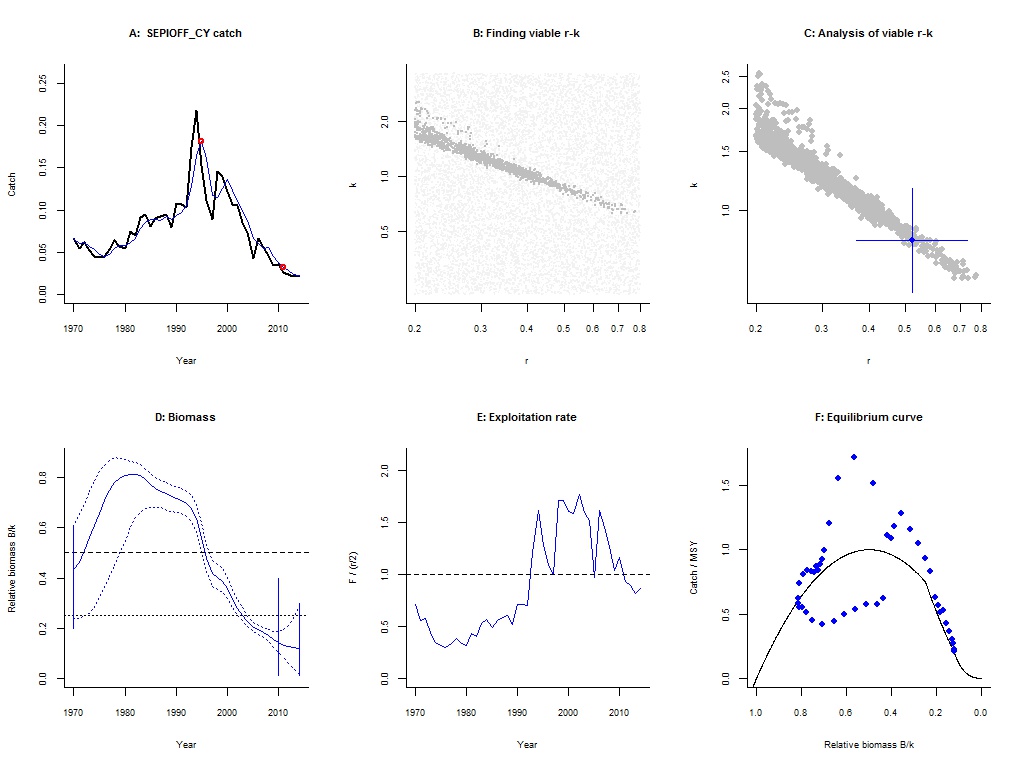 A:  SEPIOFF_CY catch
Catch
0.00 0.05 0.10 0.15 0.20 0.25
1970 1980 1990 2000 2010
Year
B: Finding viable r-k
k
0.5 1.0 2.0
0.2 0.3 0.4 0.5 0.6 0.7 0.8
r
C: Analysis of viable r-k
k
1.0 1.5 2.0 2.5
0.2 0.3 0.4 0.5 0.6 0.7 0.8
r
D: Biomass
Relative biomass B/k
0.0 0.2 0.4 0.6 0.8
1970 1980 1990 2000 2010
Year
E: Exploitation rate
F / (r/2)
0.0 0.5 1.0 1.5 2.0
1970 1980 1990 2000 2010
Year
F: Equilibrium curve
Catch / MSY
0.0 0.5 1.0 1.5
1.0 0.8 0.6 0.4 0.2 0.0
Relative biomass B/k